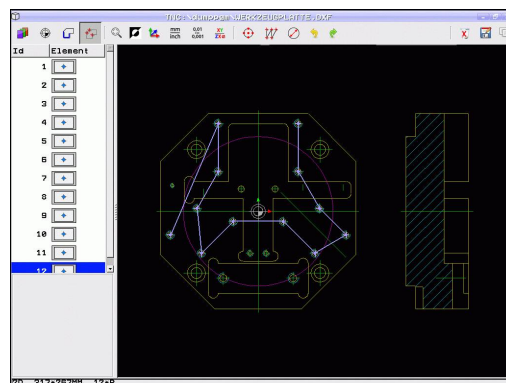 TNC:\dumppgm\WERKZEUGPLATTE.DXF
mm
inch
0,01
0,001
XY
Id Element
1
2
3
4
5
6
7
8
9
10
11
12